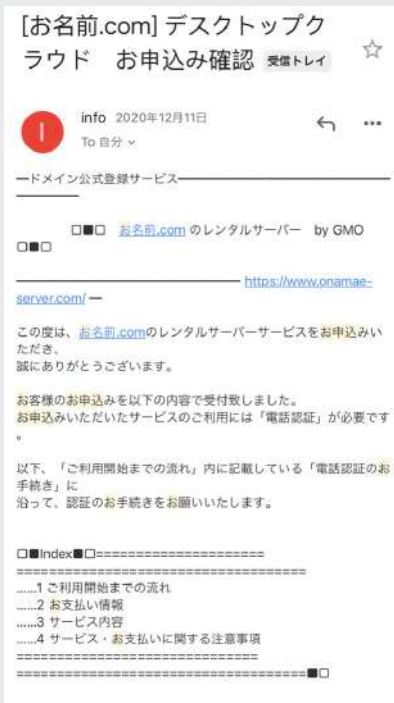 [お名前.com] デスクトップク
ラウド　お申込み確認 受信トレイ
I
info 2020年12月11日
To 自分
━ドメイン公式登録サービス━━━━━━━━━━━━━━━
━━━━
□■□　お名前.com のレンタルサーバー　by GMO
□■□
━━━━━━━━━━━━━━━ https://www.onamae-
server.com/ ━
この度は、お名前.comのレンタルサーバーサービスをお申込みい
ただき、
誠にありがとうございます。
お客様のお申込みを以下の内容で受付致しました。
お申込みいただいたサービスのご利用には「電話認証」が必要です
。
以下、「ご利用開始までの流れ」内に記載している「電話認証のお
手続き」に
沿って、認証のお手続きをお願いいたします。
□■Index■□=====================
====================================
……1 ご利用開始までの流れ
……2 お支払い情報
……3 サービス内容
……4 サービス・お支払いに関する注意事項
==============================
====================================■□